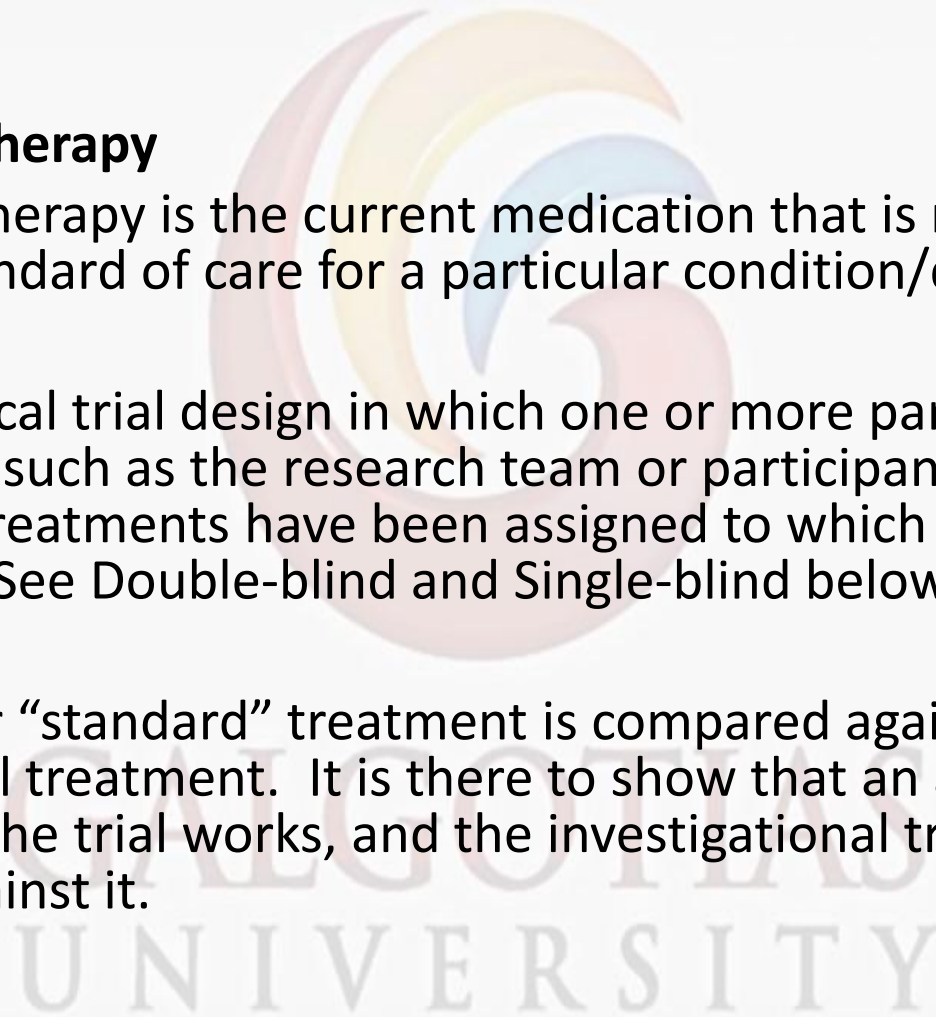 herapy
herapy is the current medication that is
ndard of care for a particular condition/
cal trial design in which one or more par
such as the research team or participan
reatments have been assigned to which
See Double-blind and Single-blind below
“standard” treatment is compared agai
l treatment. It is there to show that an
he trial works, and the investigational tr
inst it.
GALGOTIAS
UNIVERSITY